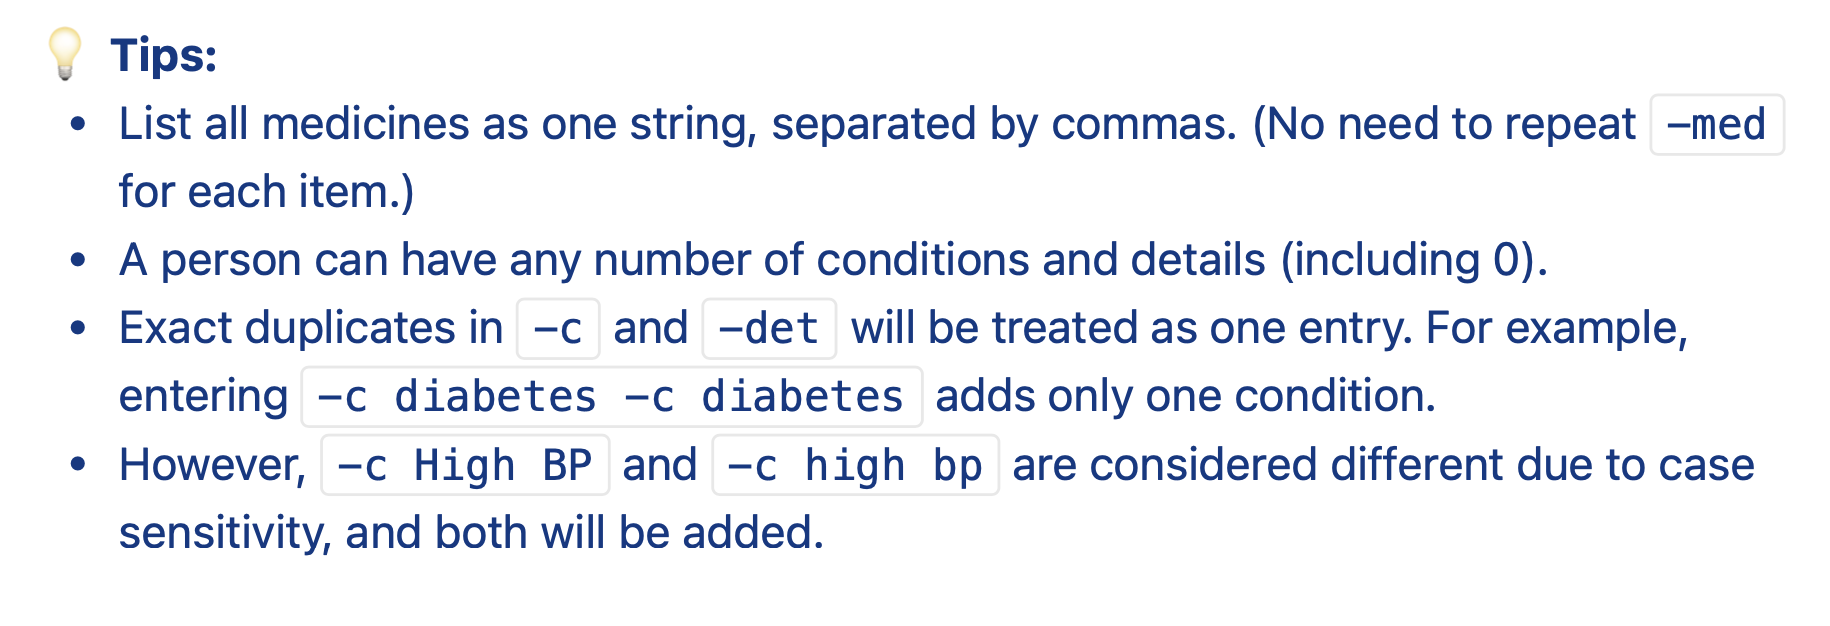 💡 Tips:
• List all medicines as one string, separated by commas. (No need to repeat –med
for each item.)
• A person can have any number of conditions and details (including 0).
• Exact duplicates in –c and –det will be treated as one entry. For example,
entering –c diabetes –c diabetes adds only one condition.
• However, –c High BP and –c high bp are considered different due to case
sensitivity, and both will be added.